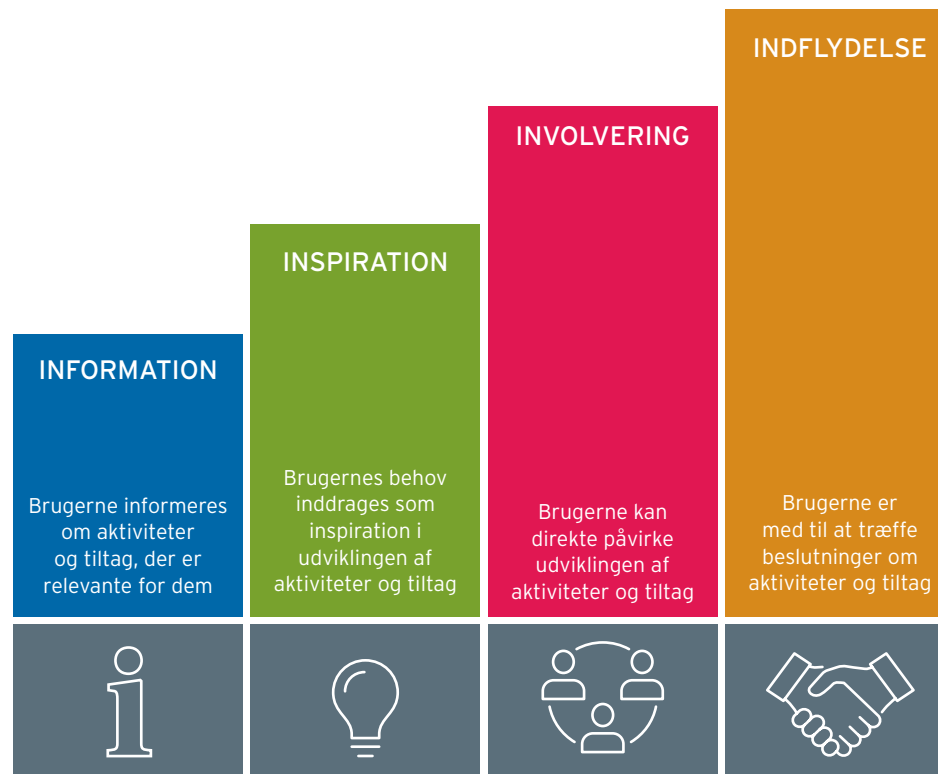 INFORMATION
Brugerne informeres
om aktiviteter
og tiltag, der er
relevante for dem
INSPIRATION
Brugernes behov
inddrages som
inspiration i
udviklingen af
aktiviteter og tiltag
INVOLVERING
Brugerne kan
direkte påvirke
udviklingen af
aktiviteter og tiltag
INDFLYDELSE
Brugerne er
med til at træffe
beslutninger om
aktiviteter og tiltag